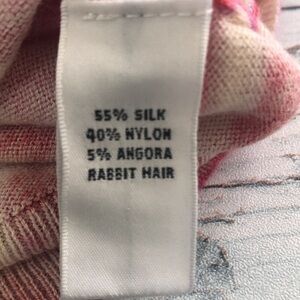 55% SILK
40% NYLON
5% ANGORA
RABBIT HAIR